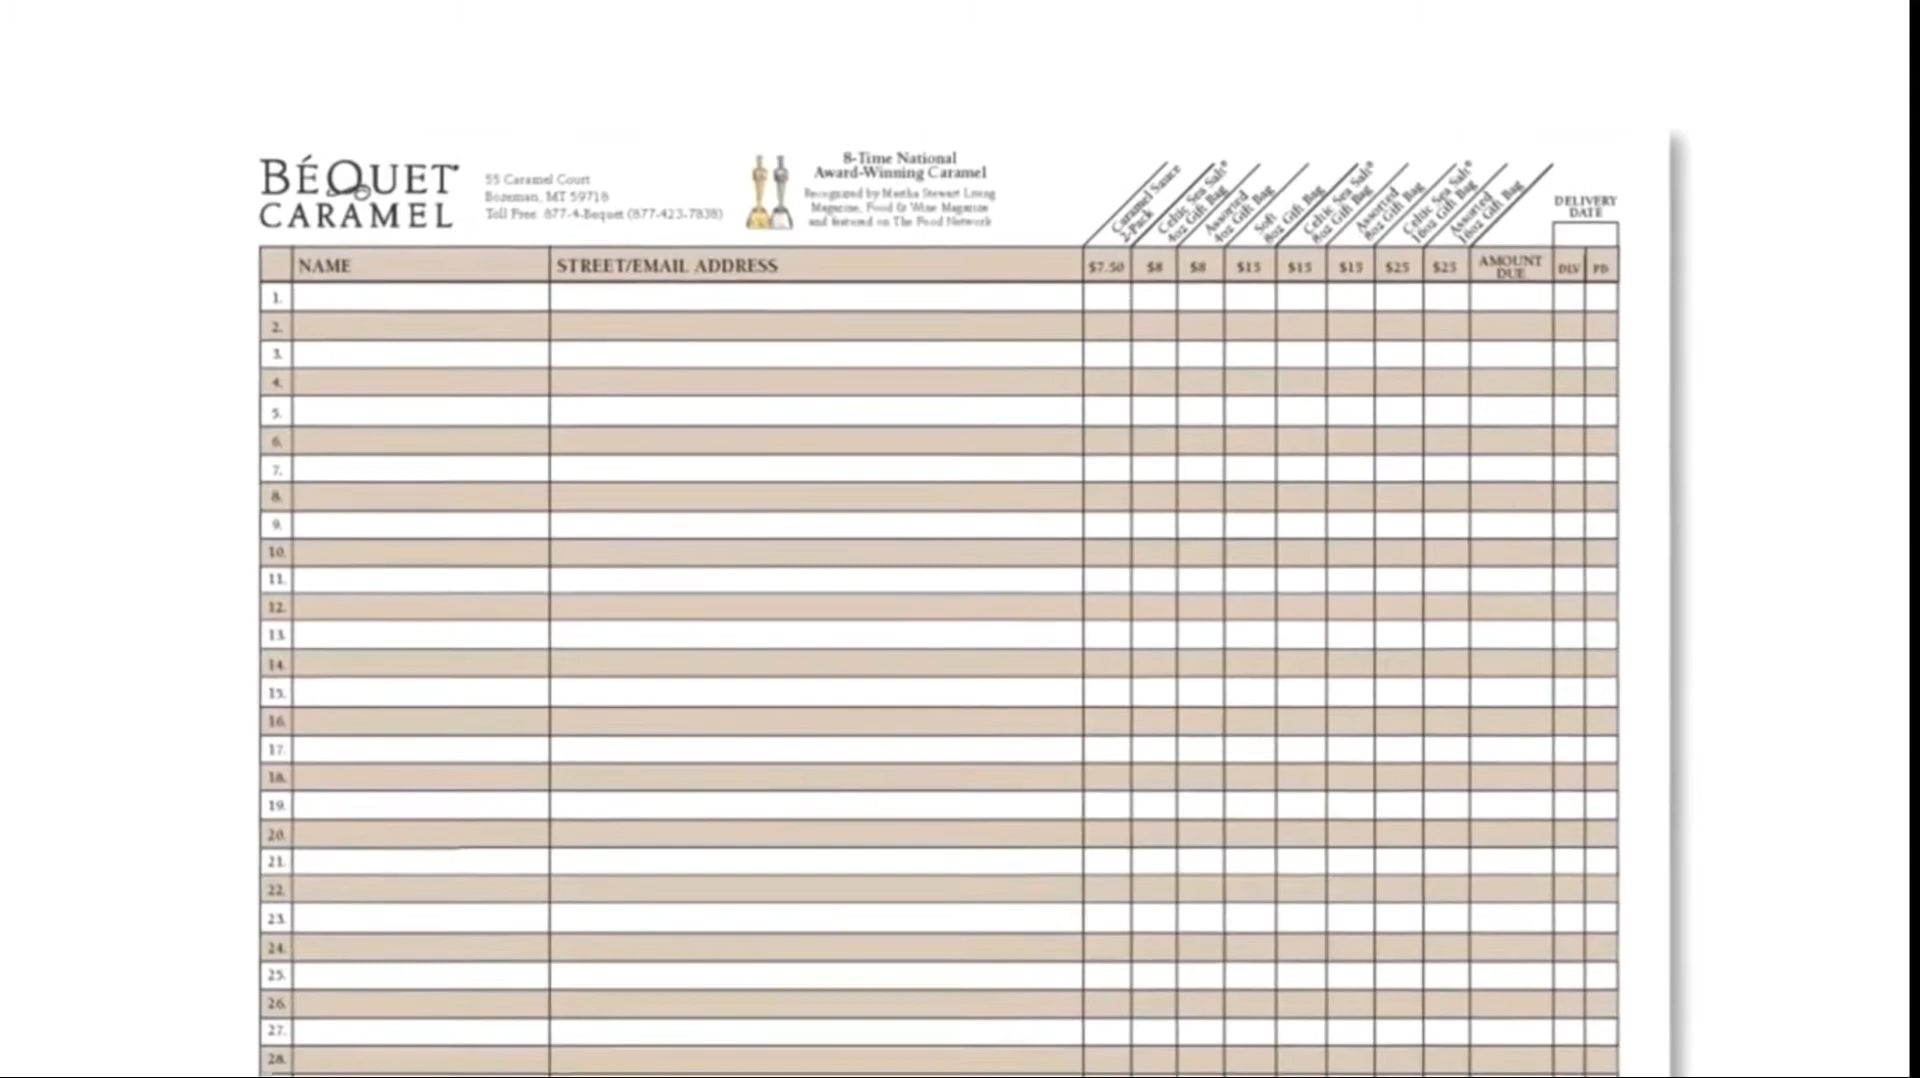 BÉQUET
CARAMEL
55 Caramel Court
Bozeman, MT 59718
Toll Free 877-4-Bequet (877-423-7838)
8-Time National
Award-Winning Caramel
Recognized by Martha Stewart Living
Magazine, Food & Wine Magazine
and featured on The Food Network
Caramel Sauce
2-Pack
Celtic Sea Salt®
4oz Gift Bag
Assorted
4oz Gift Bag
Soft
8oz Gift Bag
Celtic Sea Salt®
8oz Gift Bag
Assorted
8oz Gift Bag
Celtic Sea Salt®
16oz Gift Bag
Assorted
16oz Gift Bag
DELIVERY
DATE
NAME STREET/EMAIL ADDRESS $7.50 $8 $8 $15 $15 $15 $25 $25 AMOUNT DUE DLV PD
1.
2.
3.
4.
5.
6.
7.
8.
9.
10.
11.
12.
13.
14.
15.
16.
17.
18.
19.
20.
21.
22.
23.
24.
25.
26.
27.
28.